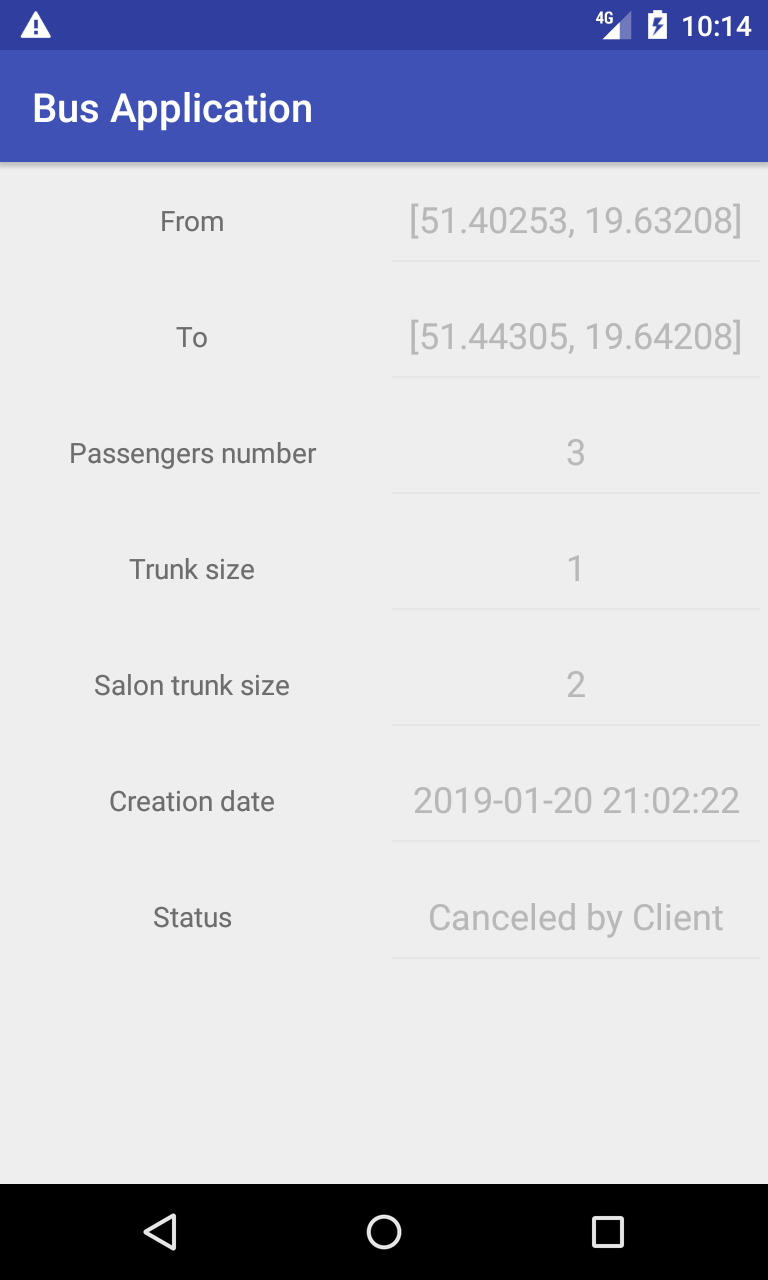 4G 10:14
Bus Application
From [51.40253, 19.63208]
To [51.44305, 19.64208]
Passengers number 3
Trunk size 1
Salon trunk size 2
Creation date 2019-01-20 21:02:22
Status Canceled by Client